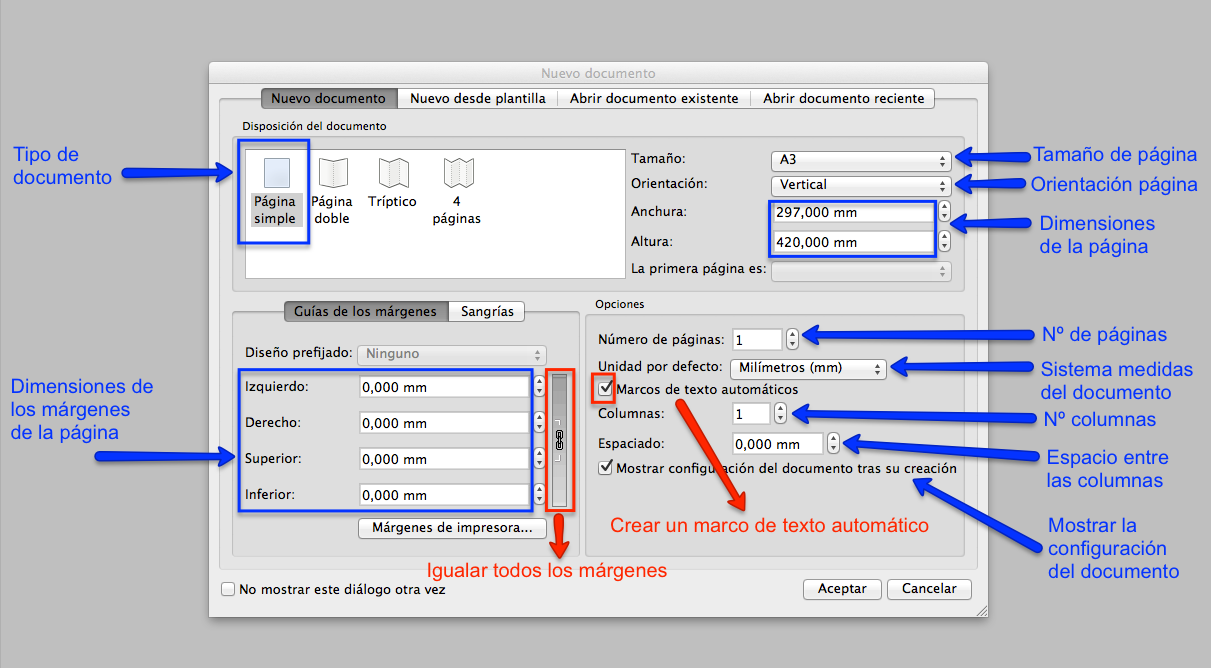 Nuevo documento
Nuevo documento
Nuevo desde plantilla
Abrir documento existente
Abrir documento reciente
Disposición del documento
Tipo de
documento
Página
simple
Página
doble
Tríptico
4
páginas
Tamaño:
A3
Tamaño de página
Orientación:
Vertical
Orientación página
Anchura:
297,000 mm
Altura:
420,000 mm
Dimensiones
de la página
La primera página es:
Guías de los márgenes
Sangrías
Diseño prefijado:
Ninguno
Dimensiones de
los márgenes
de la página
Izquierdo:
0,000 mm
Derecho:
0,000 mm
Superior:
0,000 mm
Inferior:
0,000 mm
Márgenes de impresora...
Igualar todos los márgenes
Opciones
Número de páginas:
1
Nº de páginas
Unidad por defecto:
Milímetros (mm)
Sistema medidas
del documento
Marcos de texto automáticos
Columnas:
1
Nº columnas
Espaciado:
0,000 mm
Espacio entre
las columnas
Mostrar configuración del documento tras su creación
Crear un marco de texto automático
Mostrar la
configuración
del documento
No mostrar este diálogo otra vez
Aceptar
Cancelar